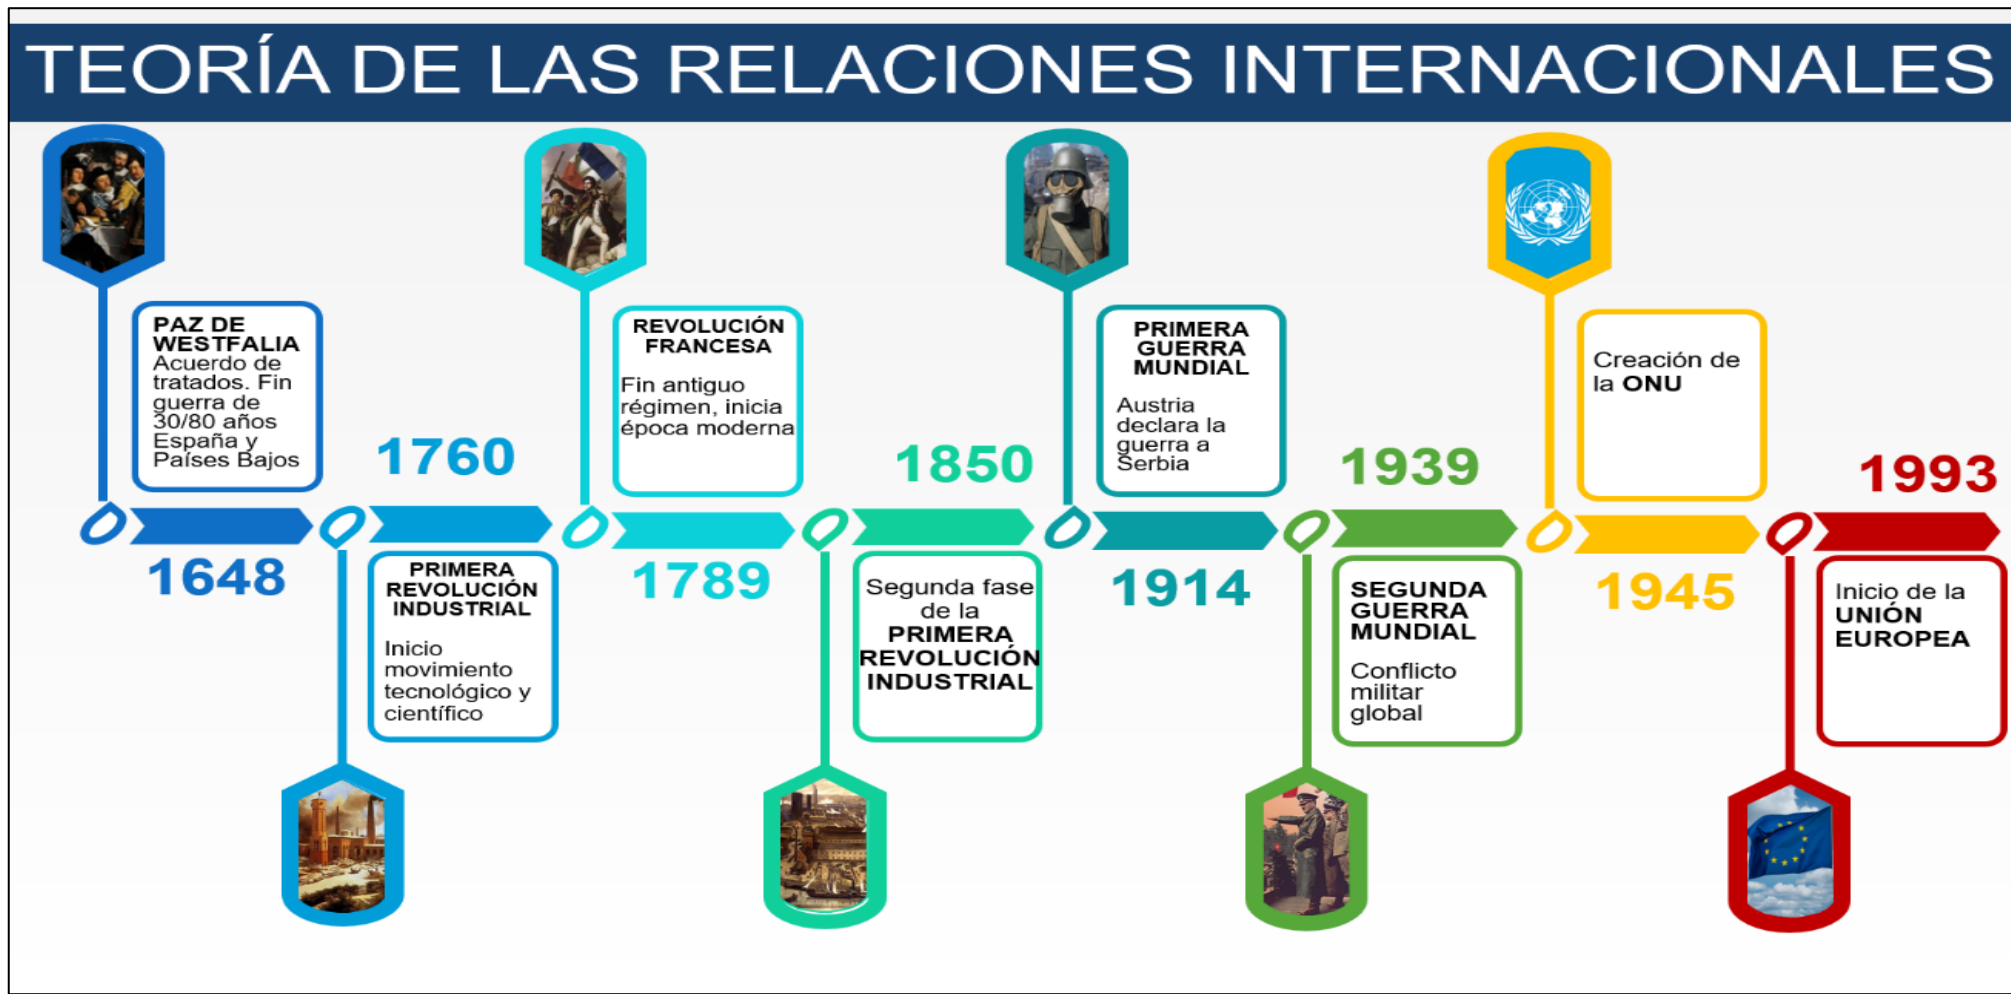 TEORÍA DE LAS RELACIONES INTERNACIONALES
PAZ DE
WESTFALIA
Acuerdo de
tratados. Fin
guerra de
30/80 años
España y
Países Bajos
1648
1760
PRIMERA
REVOLUCIÓN
INDUSTRIAL
Inicio
movimiento
tecnológico y
científico
REVOLUCIÓN
FRANCESA
Fin antiguo
régimen, inicia
época moderna
1789
1850
Segunda fase
de la
PRIMERA
REVOLUCIÓN
INDUSTRIAL
PRIMERA
GUERRA
MUNDIAL
Austria
declara la
guerra a
Serbia
1914
1939
SEGUNDA
GUERRA
MUNDIAL
Conflicto
militar
global
Creación de
la ONU
1945
1993
Inicio de la
UNIÓN
EUROPEA